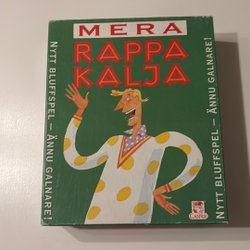 MERA
RAPPA
KALJA
NYTT BLUFFSPEL – ÄNNU GALNARE!
NYTT BLUFFSPEL – ÄNNU GALNARE!